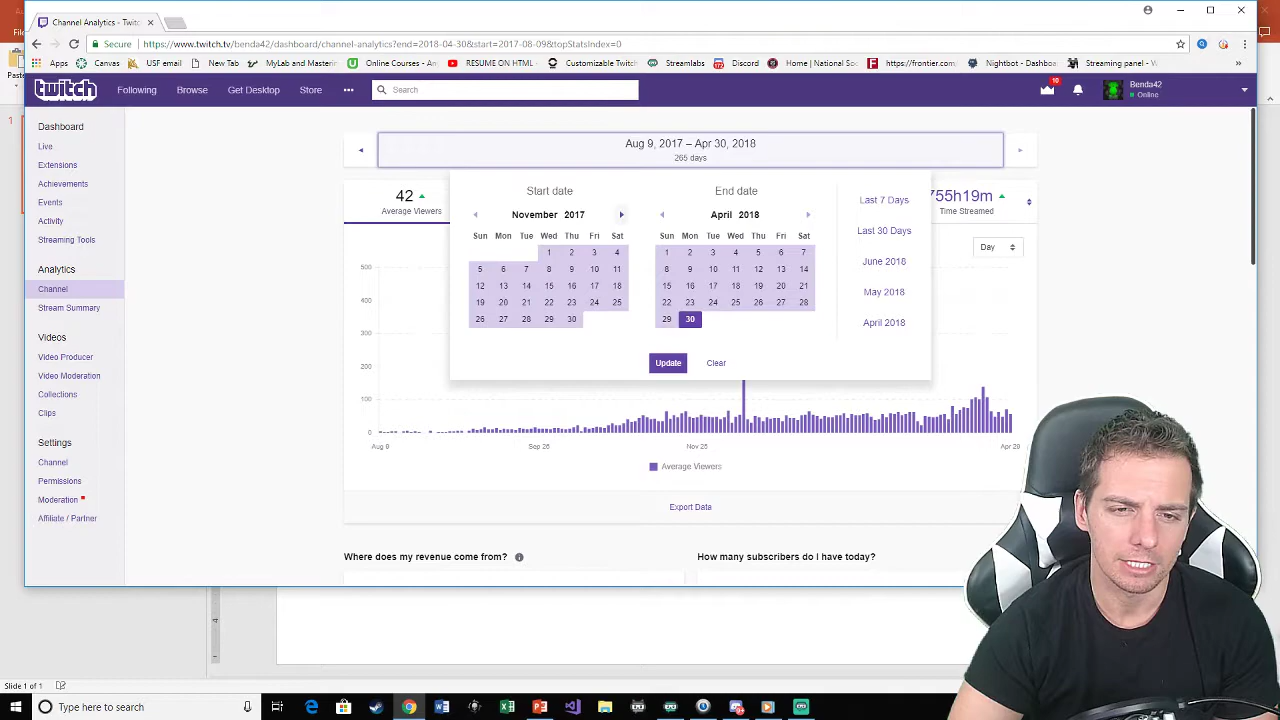 Channel Analytics - Twitc
Secure
https://www.twitch.tv/benda42/dashboard/channel-analytics?end=2018-04-30&start=2017-08-09&
statsIndex=0
Apps
Canvas
USF email
New Tab
MyLab and Mastering
Online Courses -
RESUME ON HTML -
Customizable Twitch
Streamlabs
Discord
Home | National Soc
https://frontier.com/
Nightbot - Dashboa
Streaming panel - V
twitch
Following
Browse
Get Desktop
Store
Search
10
Benda42
Online
Dashboard
Live
Extensions
Achievements
Events
Activity
Streaming Tools
Analytics
Channel
Stream Summary
Videos
Video Producer
Video Moderation
Collections
Clips
Settings
Channel
Permissions
Moderation
Affiliate / Partner
Aug 9, 2017 – Apr 30, 2018
265 days
42
Average Viewers
755h19m
Time Streamed
Day
Start date
November 2017
Sun Mon Tue Wed Thu Fri Sat
1 2 3 4
5 6 7 8 9 10 11
12 13 14 15 16 17 18
19 20 21 22 23 24 25
26 27 28 29 30
End date
April 2018
Sun Mon Tue Wed Thu Fri Sat
1 2 3 4 5 6 7
8 9 10 11 12 13 14
15 16 17 18 19 20 21
22 23 24 25 26 27 28
29 30
Last 7 Days
Last 30 Days
June 2018
May 2018
April 2018
Update
Clear
500
400
300
200
100
0
Aug 9
Sep 26
Nov 25
Apr 29
Average Viewers
Export Data
Where does my revenue come from?
How many subscribers do I have today?
Slide 1 of 1
Type here to search